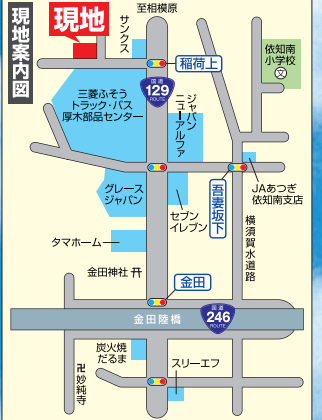 現地案内図
現地
サンクス
至相模原
稲荷上
依知南
小学校
文
国道
129
ROUTE
三菱ふそう
トラック・バス
厚木部品センター
ジャパン
ニューアルファ
グレース
ジャパン
セブン
イレブン
吾妻坂下
JAあつぎ
依知南支店
横須賀水道路
タマホーム
金田神社
金田
金田陸橋
国道
246
ROUTE
炭火焼
だるま
スリーエフ
卍妙純寺